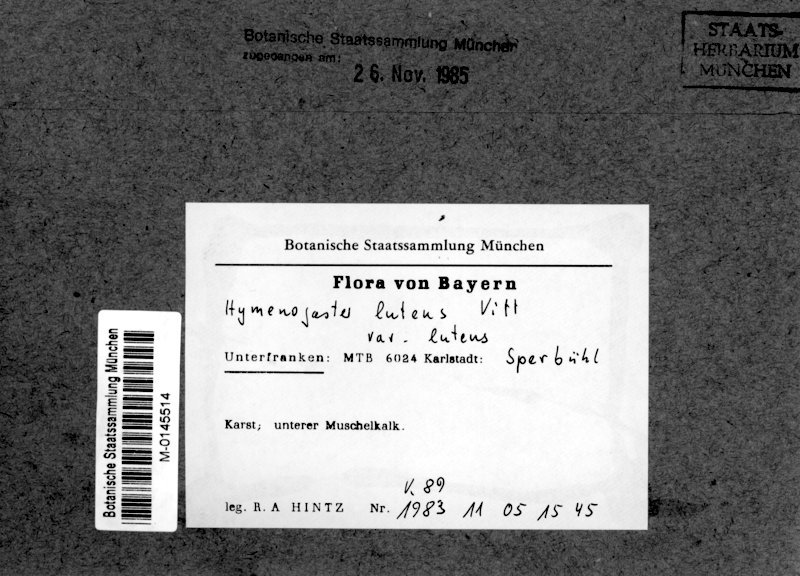 Botanische Staatssammlung München
zugegangen am:
26. Nov. 1985
STAATS-
HERBARIUM
MÜNCHEN
Botanische Staatssammlung München
Flora von Bayern
Hymenogaster luteus Vitt
var. luteus
Unterfranken: MTB 6024 Karlstadt: Sperbühl
Karst; unterer Muschelkalk.
V. 89
leg. R. A HINTZ Nr. 1983 11 05 15 45
Botanische Staatssammlung München
M-0145514